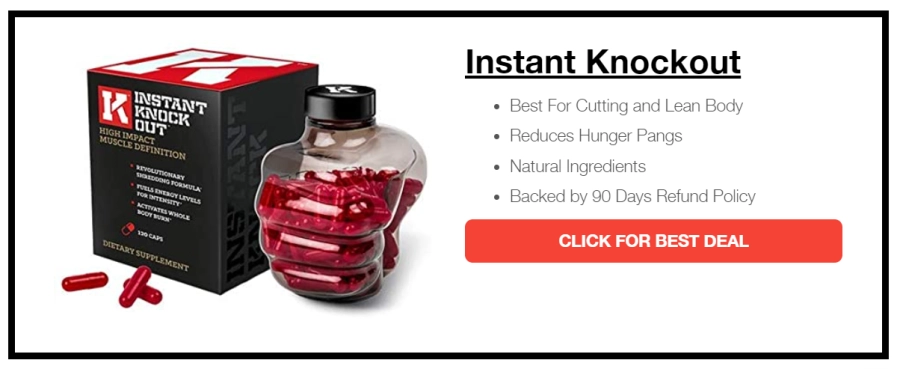 Instant Knockout
Best For Cutting and Lean Body
Reduces Hunger Pangs
Natural Ingredients
Backed by 90 Days Refund Policy
CLICK FOR BEST DEAL
K
INSTANT
KNOCK
OUT
HIGH IMPACT
MUSCLE DEFINITION
REVOLUTIONARY
SHREDDING FORMULA
FUELS ENERGY LEVELS
FOR INTENSITY
ACTIVATES WHOLE
BODY BURN
120 CAPS
DIETARY SUPPLEMENT
INSTANT
K
K